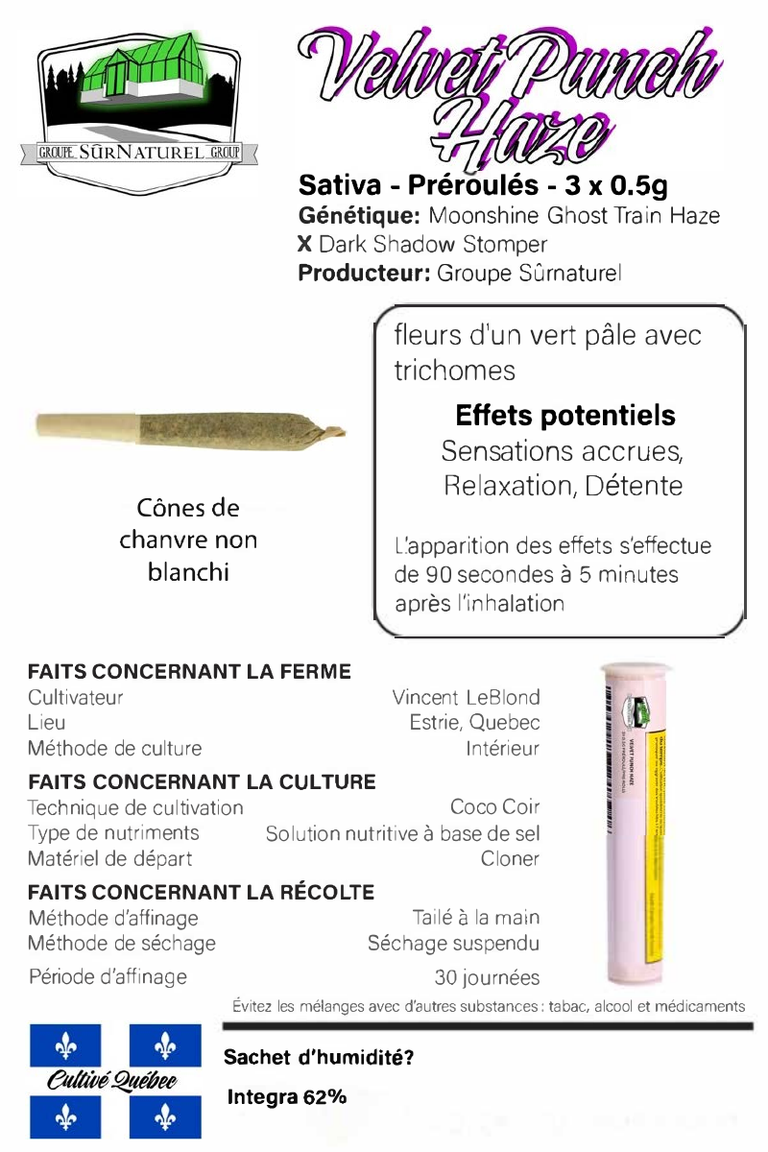 GROUPE SÛRNATUREL GROUP
Velvet Punch
Haze
Sativa - Préroulés - 3 x 0.5g
Génétique: Moonshine Ghost Train Haze
X Dark Shadow Stomper
Producteur: Groupe Sûrnaturel
fleurs d'un vert pâle avec
trichomes
Effets potentiels
Sensations accrues,
Relaxation, Détente
L'apparition des effets s'effectue
de 90 secondes à 5 minutes
après l'inhalation
Cônes de
chanvre non
blanchi
FAITS CONCERNANT LA FERME
Cultivateur Vincent LeBlond
Lieu Estrie, Quebec
Méthode de culture Intérieur
FAITS CONCERNANT LA CULTURE
Technique de cultivation Coco Coir
Type de nutriments Solution nutritive à base de sel
Matériel de départ Cloner
FAITS CONCERNANT LA RÉCOLTE
Méthode d'affinage Tailé à la main
Méthode de séchage Séchage suspendu
Période d'affinage 30 journées
VELVET PUNCH HAZE
Évitez les mélanges avec d'autres substances : tabac, alcool et médicaments
Cultivé Québec
Sachet d'humidité?
Integra 62%